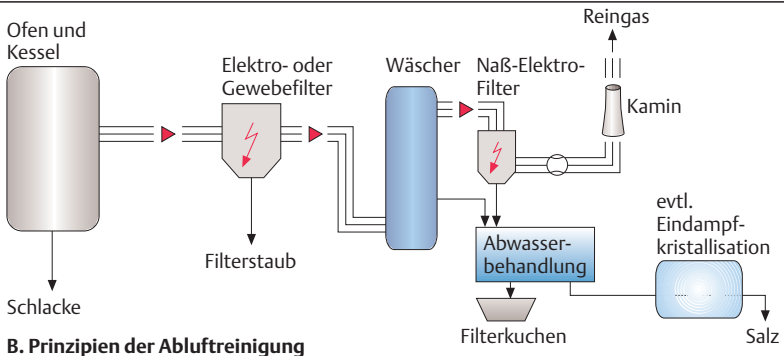 Ofen und
Kessel
Elektro- oder
Gewebefilter
Wäscher
Naß-Elektro-
Filter
Reingas
Kamin
Schlacke
Filterstaub
Abwasser-
behandlung
Filterkuchen
evtl.
Eindampf-
kristallisation
Salz
B. Prinzipien der Abluftreinigung